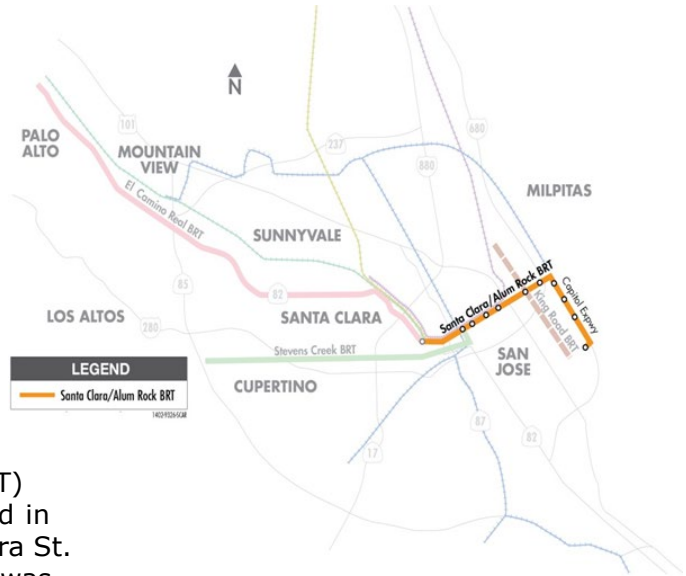 N
101
680
PALO
ALTO
237
MOUNTAIN
VIEW
880
MILPITAS
El Camino Real BRT
SUNNYVALE
Santa Clara/Alum Rock BRT
Capitol Expwy
85
82
King Road BRT
LOS ALTOS
280
SANTA CLARA
Stevens Creek BRT
SAN
JOSE
LEGEND
CUPERTINO
Santa Clara/Alum Rock BRT
87
82
17
T)
d in
ra St.
was